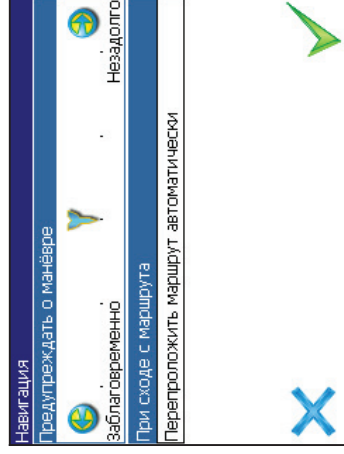 Навигация
Предупреждать о манёвре
Заблаговременно Незадолго
При сходе с маршрута
Перепроложить маршрут автоматически